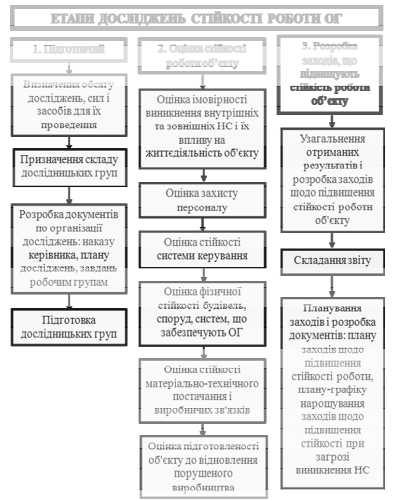 ЕТАПИ ДОСЛІДЖЕНЬ СТІЙКОСТІ РОБОТИ ОГ
1. Підготовчий
Визначення обсягу
досліджень, сил і
засобів для їх
проведення
Призначення складу
дослідницьких груп
Розробка документів
по організації
досліджень: наказу
керівника, плану
досліджень, завдань
робочим групам
Підготовка
дослідницьких груп
2. Оцінка стійкості
роботи об'єкту
Оцінка імовірності
виникнення внутрішніх
та зовнішніх НС і їх
впливу на
життєдіяльність об'єкту
Оцінка захисту
персоналу
Оцінка стійкості
системи керування
Оцінка фізичної
стійкості будівель,
споруд, систем, що
забезпечують ОГ
Оцінка стійкості
матеріально-технічного
постачання і
виробничих зв'язків
Оцінка підготовленості
об'єкту до відновлення
порушеного
виробництва
3. Розробка
заходів, що
підвищують
стійкість роботи
об'єкту
Узагальнення
отриманих
результатів і
розробка заходів
щодо підвищення
стійкості роботи
об'єкту
Складання звіту
Планування
заходів і розробка
документів: плану
заходів щодо
підвищення
стійкості роботи,
плану-графіку
нарощування
заходів щодо
підвищення
стійкості при
загрозі
виникнення НС